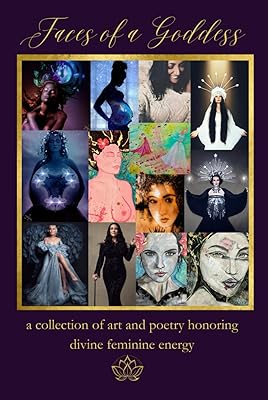 Faces of a Goddess
a collection of art and poetry honoring
divine feminine energy